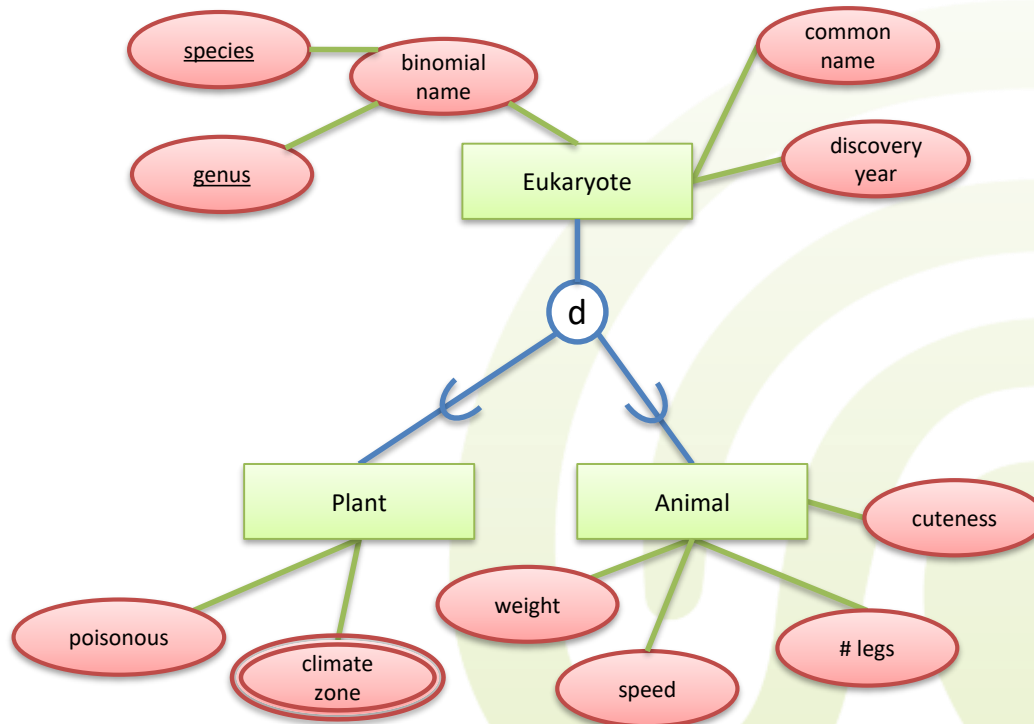 species
binomial
name
common
name
genus
discovery
year
Eukaryote
d
Plant
Animal
cuteness
poisonous
climate
zone
weight
speed
# legs